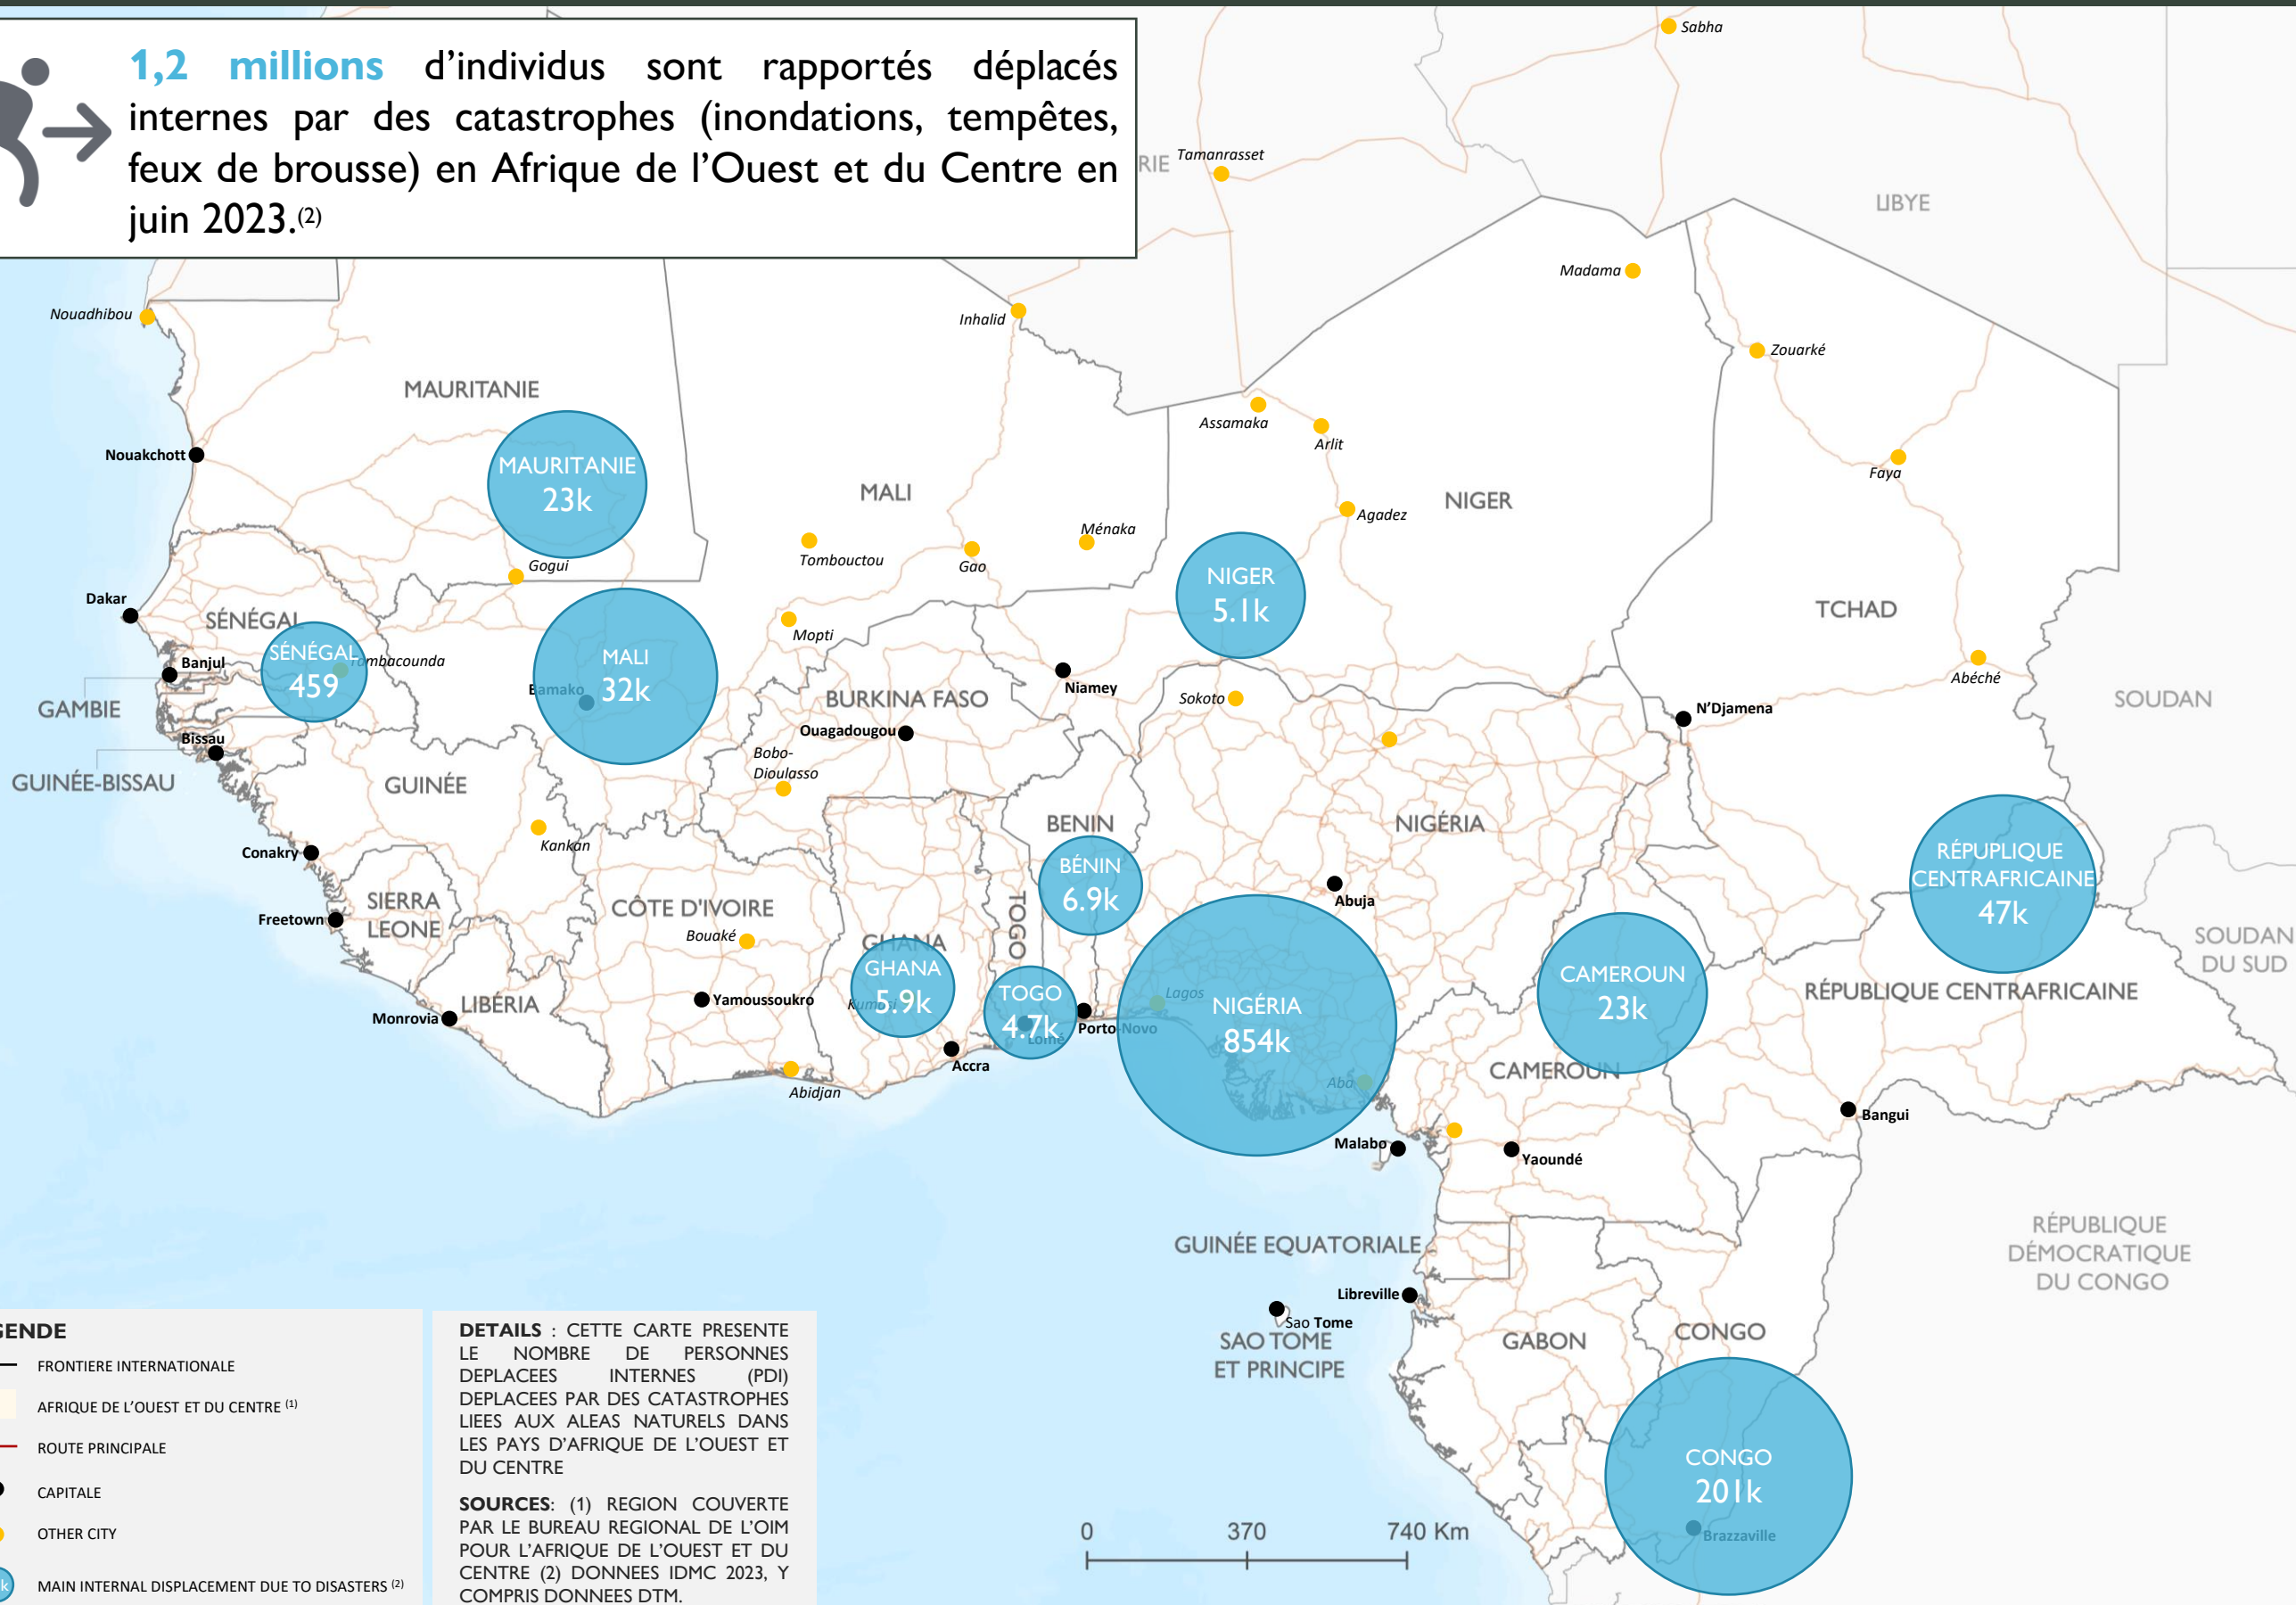 1,2 millions d'individus sont rapportés déplacés
internes par des catastrophes (inondations, tempêtes,
feux de brousse) en Afrique de l'Ouest et du Centre en
juin 2023.(2)
Sabha
RIE
Tamanrasset
LIBYE
Madama
Nouadhibou
Inhalid
Zouarké
MAURITANIE
Assamaka
Arlit
Nouakchott
MAURITANIE
23k
MALI
NIGER
Faya
Agadez
Ménaka
Tombouctou
Gao
Gogui
NIGER
5.1k
Dakar
SÉNÉGAL
TCHAD
Mopti
SÉNÉGAL
459
Tombacounda
MALI
32k
Bamako
Banjul
GAMBIE
Niamey
BURKINA FASO
Sokoto
Abéché
SOUDAN
N'Djamena
Ouagadougou
Bissau
GUINÉE-BISSAU
Bobo-
Dioulasso
GUINÉE
BENIN
NIGÉRIA
Kankan
Conakry
BÉNIN
6.9k
RÉPUPLIQUE
CENTRAFRICAINE
47k
SIERRA
LEONE
CÔTE D'IVOIRE
TOGO
Abuja
Freetown
Bouaké
GHANA
SOUDAN
DU SUD
GHANA
5.9k
Kumasi
CAMEROUN
23k
RÉPUBLIQUE CENTRAFRICAINE
Yamoussoukro
LIBÉRIA
Monrovia
TOGO
4.7k
Lomé
Porto-Novo
Lagos
NIGÉRIA
854k
Accra
Abidjan
Aba
CAMEROUN
Bangui
Malabo
Yaoundé
GUINÉE EQUATORIALE
RÉPUBLIQUE
DÉMOCRATIQUE
DU CONGO
Libreville
Sao Tome
SAO TOME
ET PRINCIPE
GABON
CONGO
CONGO
201k
Brazzaville
0 370 740 Km
GENDE
FRONTIERE INTERNATIONALE
AFRIQUE DE L'OUEST ET DU CENTRE (1)
ROUTE PRINCIPALE
CAPITALE
OTHER CITY
k
MAIN INTERNAL DISPLACEMENT DUE TO DISASTERS (2)
DETAILS : CETTE CARTE PRESENTE
LE NOMBRE DE PERSONNES
DEPLACEES INTERNES (PDI)
DEPLACEES PAR DES CATASTROPHES
LIEES AUX ALEAS NATURELS DANS
LES PAYS D'AFRIQUE DE L'OUEST ET
DU CENTRE
SOURCES: (1) REGION COUVERTE
PAR LE BUREAU REGIONAL DE L'OIM
POUR L'AFRIQUE DE L'OUEST ET DU
CENTRE (2) DONNEES IDMC 2023, Y
COMPRIS DONNEES DTM.